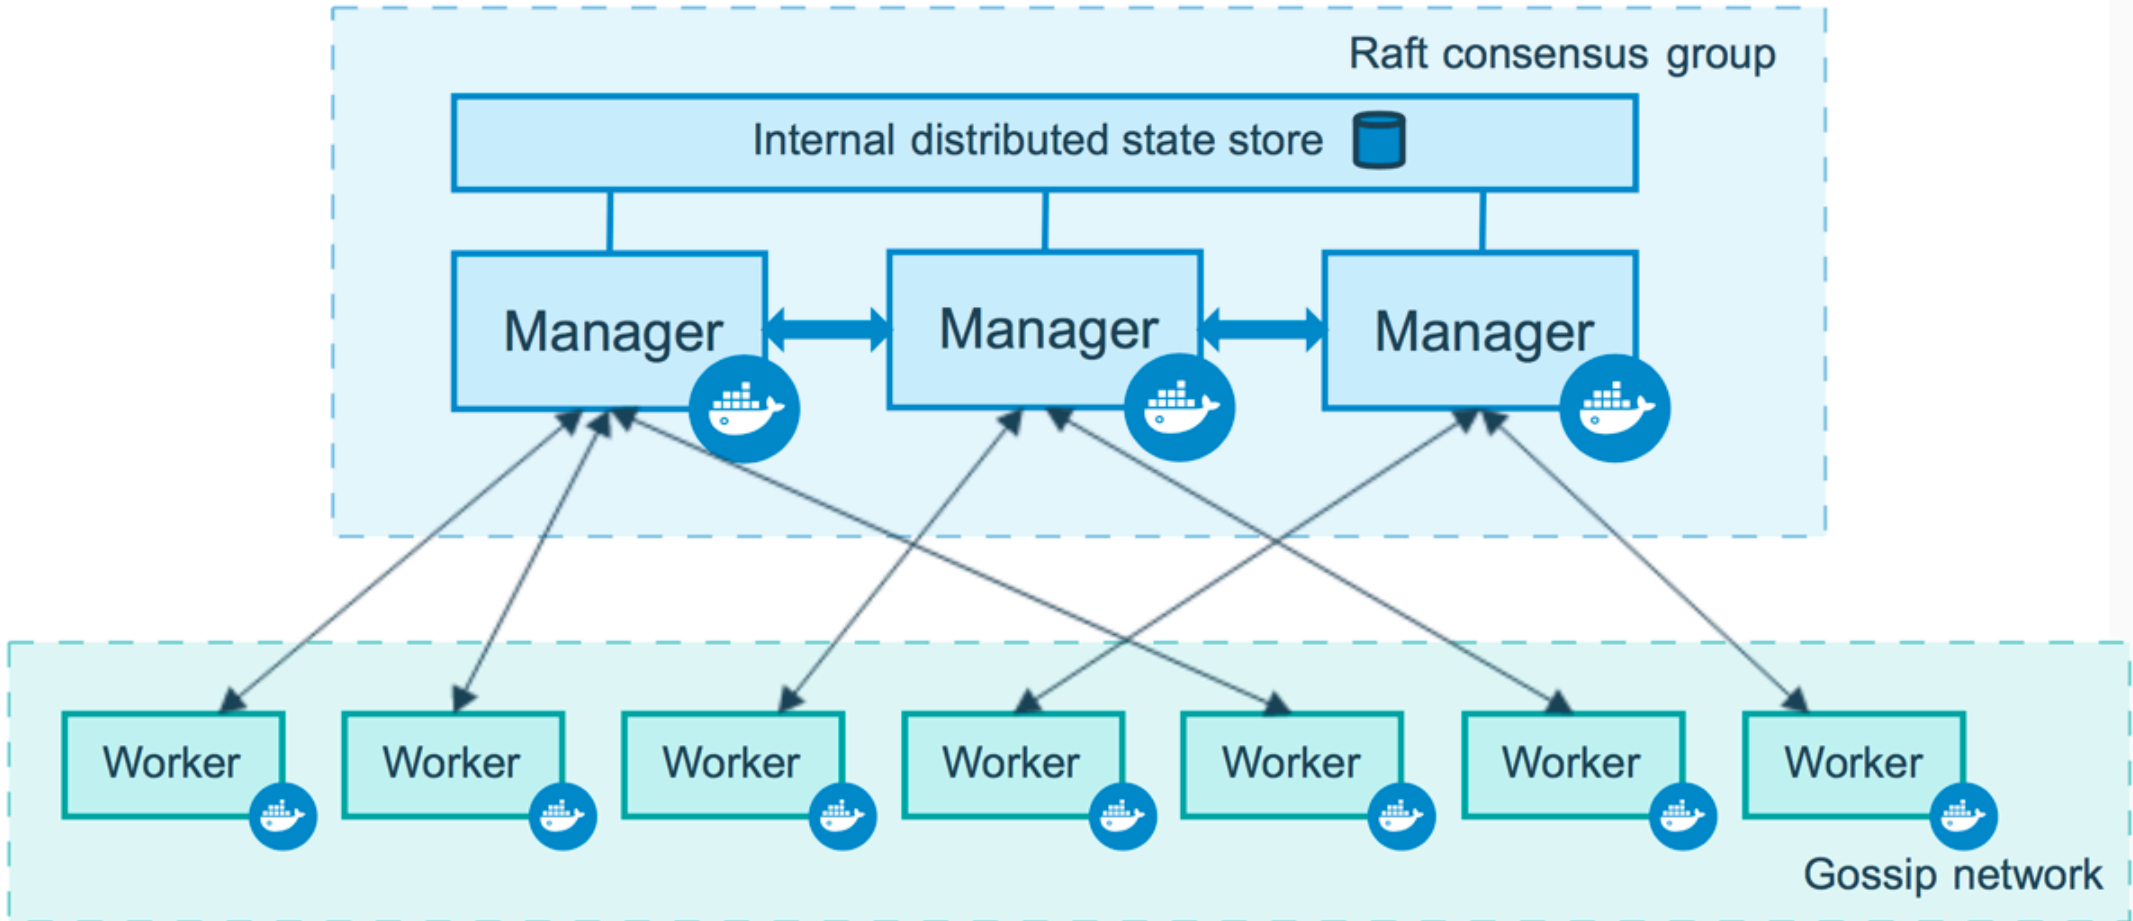 Raft consensus group
Internal distributed state store
Manager
Manager
Manager
Worker
Worker
Worker
Worker
Worker
Worker
Worker
Gossip network